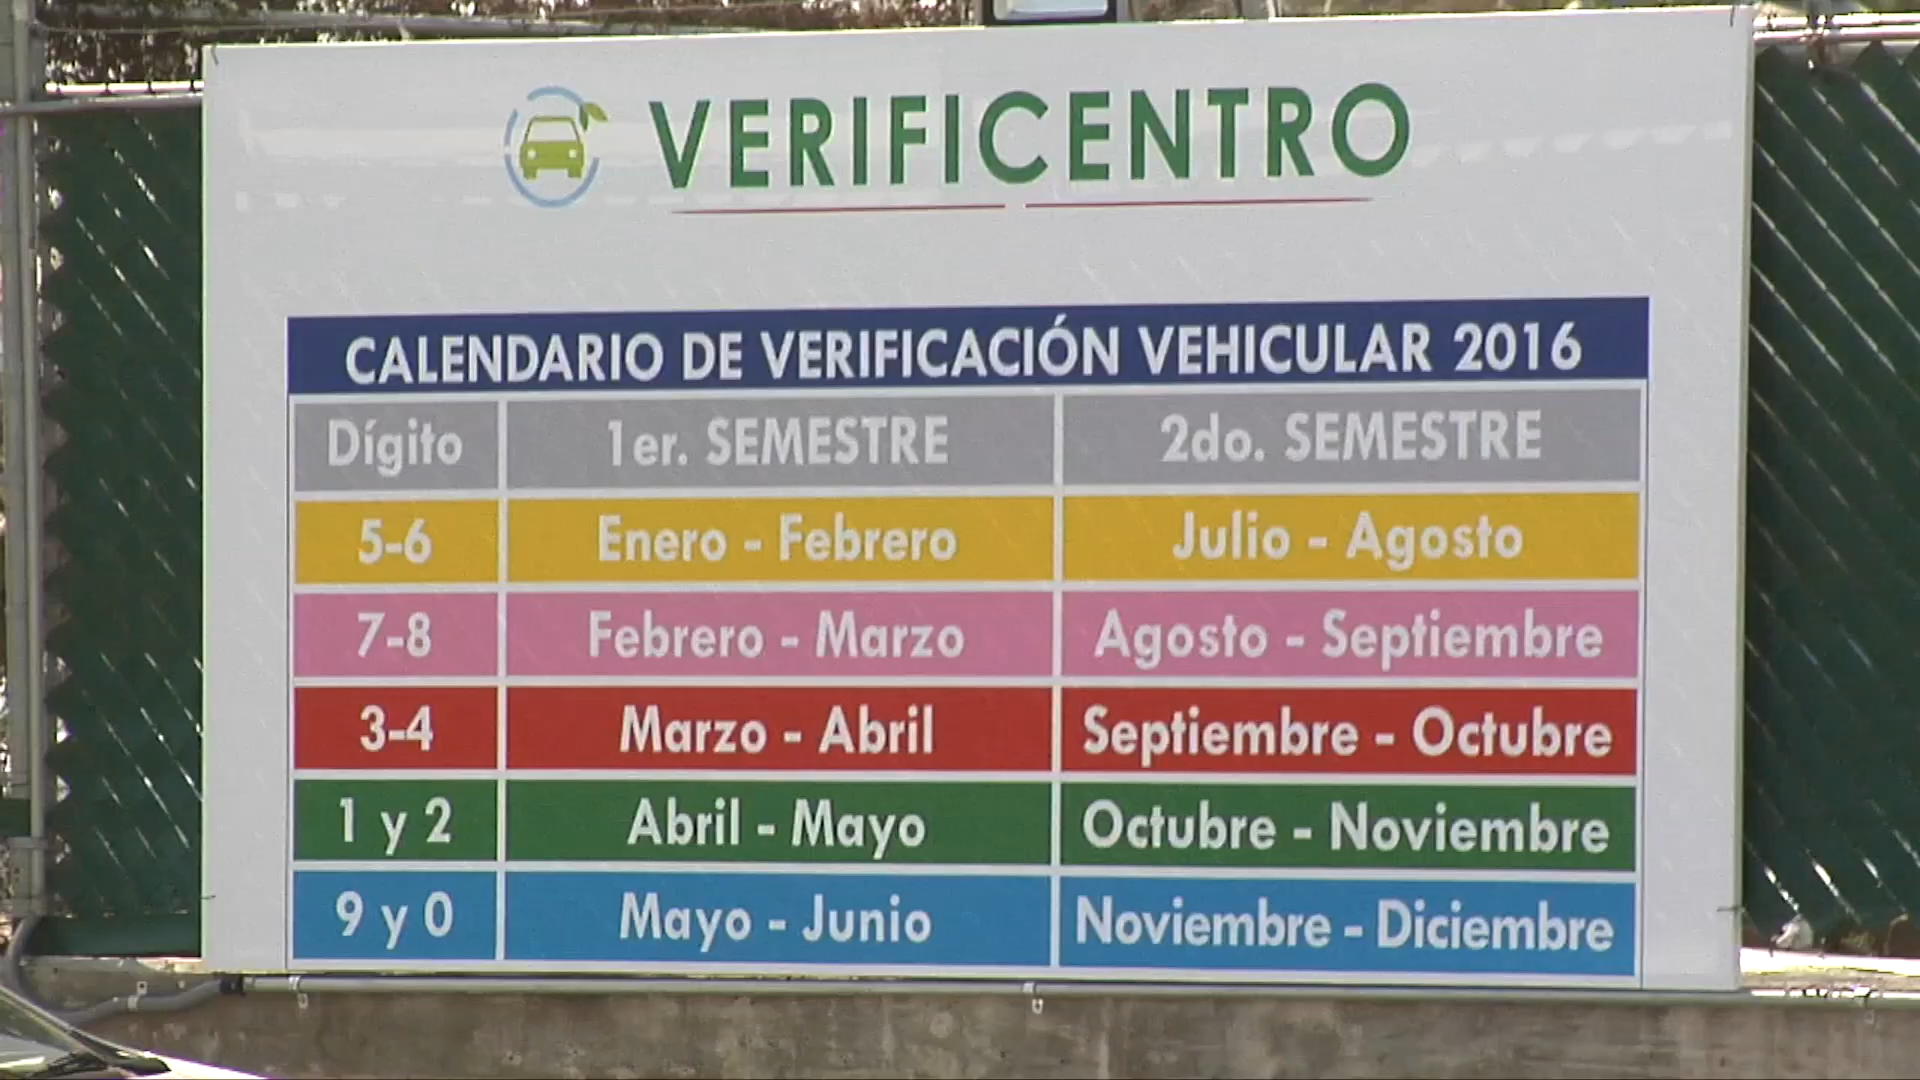 VERIFICENTRO
CALENDARIO DE VERIFICACIÓN VEHICULAR 2016
Dígito 1er. SEMESTRE 2do. SEMESTRE
5-6 Enero - Febrero Julio - Agosto
7-8 Febrero - Marzo Agosto - Septiembre
3-4 Marzo - Abril Septiembre - Octubre
1 y 2 Abril - Mayo Octubre - Noviembre
9 y 0 Mayo - Junio Noviembre - Diciembre